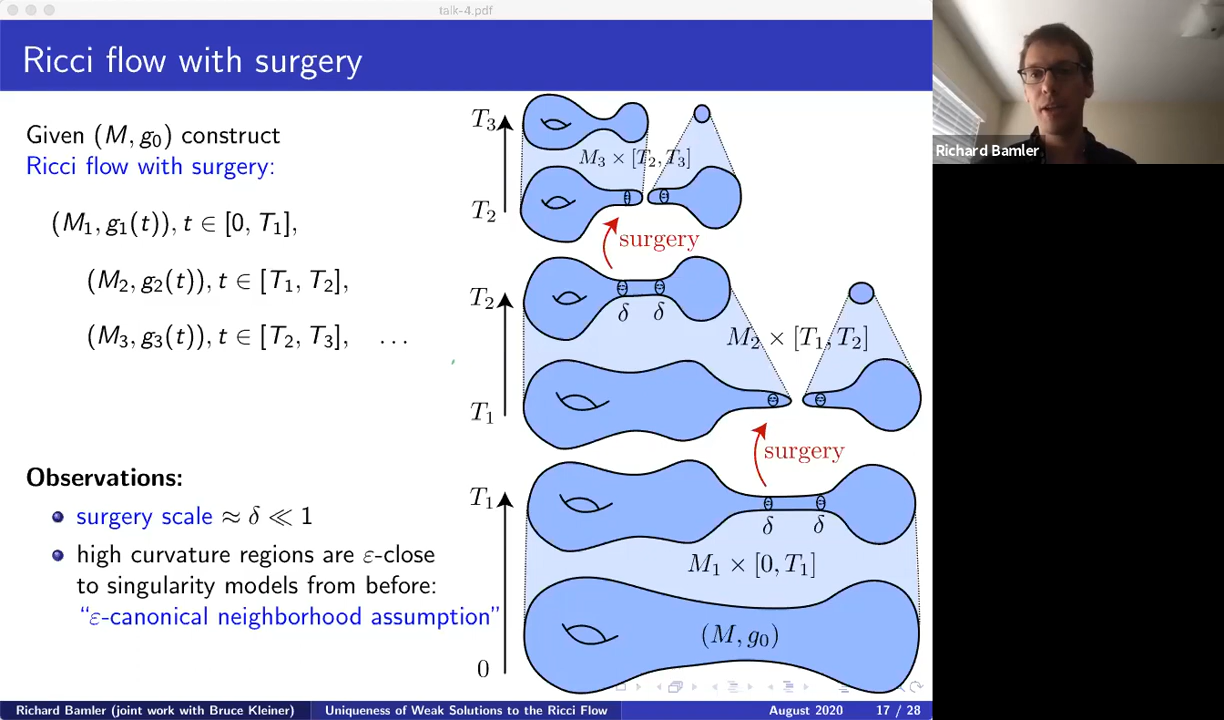 talk-4.pdf
Ricci flow with surgery
Given (M, g₀) construct
Ricci flow with surgery:
(M₁, g₁(t)), t ∈ [0, T₁],
(M₂, g₂(t)), t ∈ [T₁, T₂],
(M₃, g₃(t)), t ∈ [T₂, T₃], ...
Observations:
surgery scale ≈ δ ≪ 1
high curvature regions are ε-close
to singularity models from before:
“ε-canonical neighborhood assumption”
T₃
M₃ × [T₂, T₃]
T₂
surgery
T₂
δ δ
M₂ × [T₁, T₂]
T₁
surgery
T₁
δ δ
M₁ × [0, T₁]
(M, g₀)
0
Richard Bamler (joint work with Bruce Kleiner) Uniqueness of Weak Solutions to the Ricci Flow August 2020 17 / 28
Richard Bamler